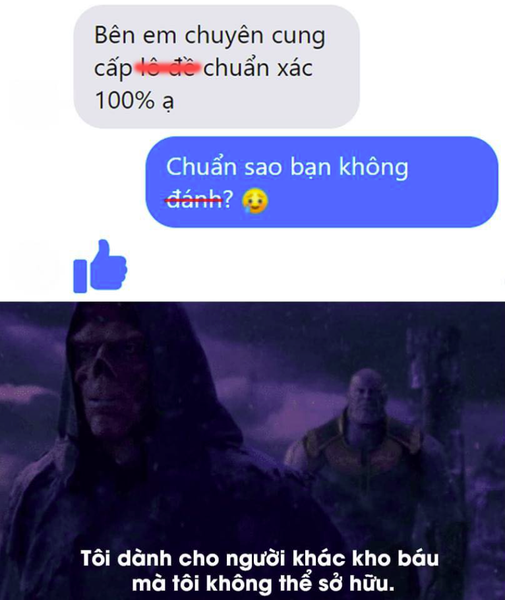 Bên em chuyên cung
cấp lô đề chuẩn xác
100% ạ
Chuẩn sao bạn không
đánh? 🥲
Tôi dành cho người khác kho báu
mà tôi không thể sở hữu.